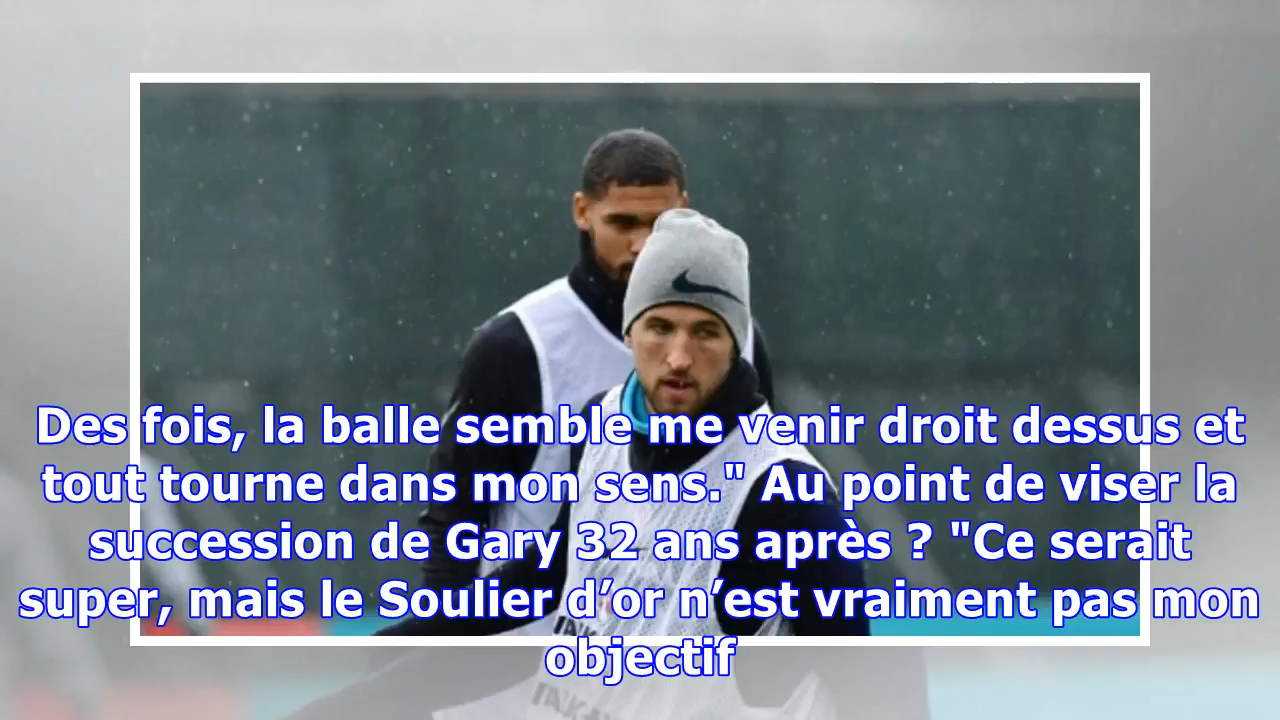 Des fois, la balle semble me venir droit dessus et
tout tourne dans mon sens." Au point de viser la
succession de Gary 32 ans après ? "Ce serait
super, mais le Soulier d’or n’est vraiment pas mon
objectif